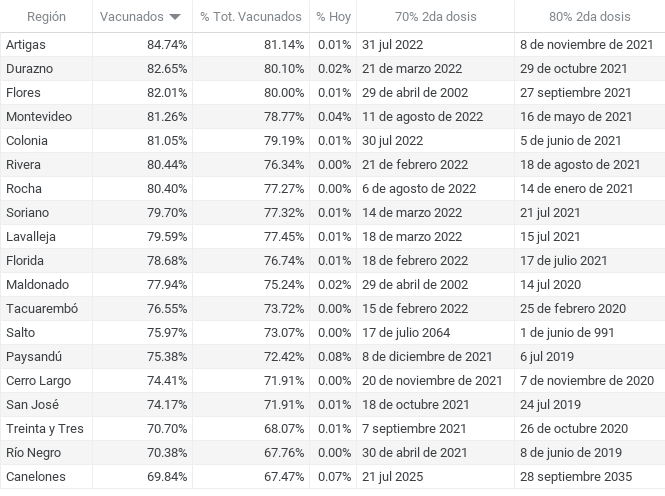 Región Vacunados % Tot. Vacunados % Hoy 70% 2da dosis 80% 2da dosis
Artigas 84.74% 81.14% 0.01% 31 jul 2022 8 de noviembre de 2021
Durazno 82.65% 80.10% 0.02% 21 de marzo 2022 29 de octubre 2021
Flores 82.01% 80.00% 0.01% 29 de abril de 2002 27 septiembre 2021
Montevideo 81.26% 78.77% 0.04% 11 de agosto de 2022 16 de mayo de 2021
Colonia 81.05% 79.19% 0.01% 30 jul 2022 5 de junio de 2021
Rivera 80.44% 76.34% 0.00% 21 de febrero 2022 18 de agosto de 2021
Rocha 80.40% 77.27% 0.00% 6 de agosto de 2022 14 de enero de 2021
Soriano 79.70% 77.32% 0.01% 14 de marzo 2022 21 jul 2021
Lavalleja 79.59% 77.45% 0.01% 18 de marzo 2022 15 jul 2021
Florida 78.68% 76.74% 0.01% 18 de febrero 2022 17 de julio 2021
Maldonado 77.94% 75.24% 0.02% 29 de abril de 2002 14 jul 2020
Tacuarembó 76.55% 73.72% 0.00% 15 de febrero 2022 25 de febrero 2020
Salto 75.97% 73.07% 0.00% 17 de julio 2064 1 de junio de 991
Paysandú 75.38% 72.42% 0.08% 8 de diciembre de 2021 6 jul 2019
Cerro Largo 74.41% 71.91% 0.00% 20 de noviembre de 2021 7 de noviembre de 2020
San José 74.17% 71.91% 0.01% 18 de octubre 2021 24 jul 2019
Treinta y Tres 70.70% 68.07% 0.01% 7 septiembre 2021 26 de octubre 2020
Río Negro 70.38% 67.76% 0.00% 30 de abril de 2021 8 de junio de 2019
Canelones 69.84% 67.47% 0.07% 21 jul 2025 28 septiembre 2035